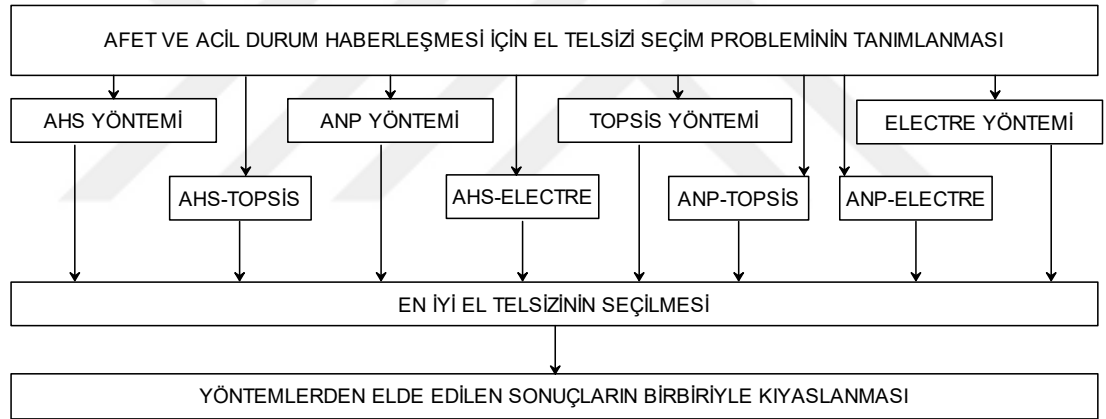 AFET VE ACİL DURUM HABERLEŞMESİ İÇİN EL TELSİZİ SEÇİM PROBLEMİNİN TANIMLANMASI
AHS YÖNTEMİ
ANP YÖNTEMİ
TOPSİS YÖNTEMİ
ELECTRE YÖNTEMİ
AHS-TOPSİS
AHS-ELECTRE
ANP-TOPSİS
ANP-ELECTRE
EN İYİ EL TELSİZİNİN SEÇİLMESİ
YÖNTEMLERDEN ELDE EDİLEN SONUÇLARIN BİRBİRİYLE KIYASLANMASI